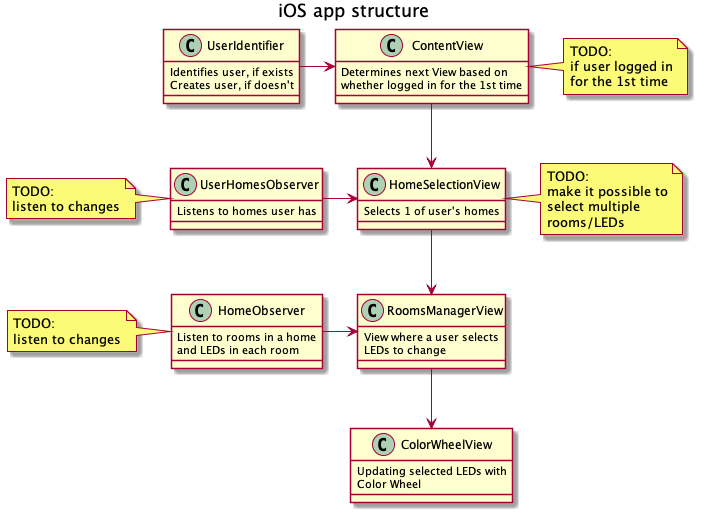 iOS app structure
C UserIdentifier
Identifies user, if exists
Creates user, if doesn't
C ContentView
Determines next View based on
whether logged in for the 1st time
TODO:
if user logged in
for the 1st time
TODO:
listen to changes
C UserHomesObserver
Listens to homes user has
C HomeSelectionView
Selects 1 of user's homes
TODO:
make it possible to
select multiple
rooms/LEDs
TODO:
listen to changes
C HomeObserver
Listen to rooms in a home
and LEDs in each room
C RoomsManagerView
View where a user selects
LEDs to change
C ColorWheelView
Updating selected LEDs with
Color Wheel